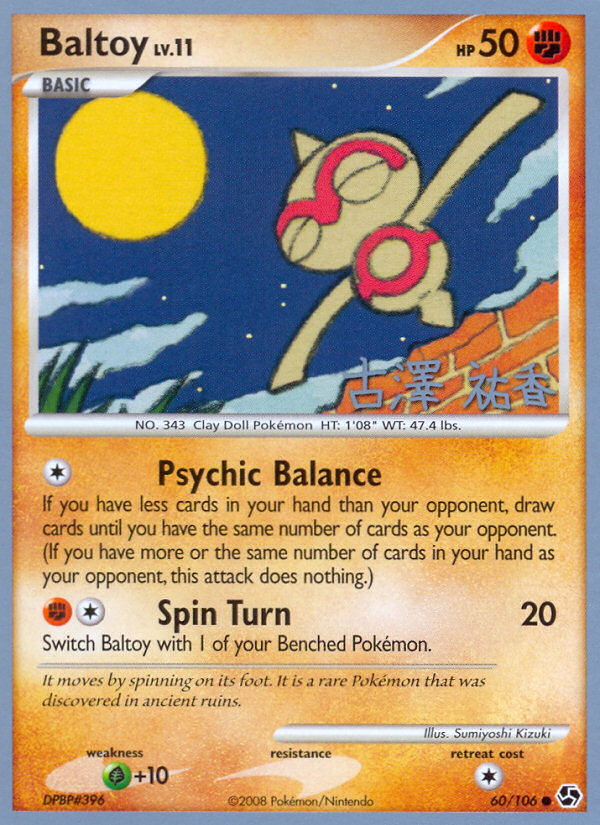 Baltoy LV.11
HP 50
BASIC
古澤 祐香
NO. 343 Clay Doll Pokémon HT: 1'08" WT: 47.4 lbs.
Psychic Balance
If you have less cards in your hand than your opponent, draw
cards until you have the same number of cards as your opponent.
(If you have more or the same number of cards in your hand as
your opponent, this attack does nothing.)
Spin Turn 20
Switch Baltoy with 1 of your Benched Pokémon.
It moves by spinning on its foot. It is a rare Pokémon that was
discovered in ancient ruins.
Illus. Sumiyoshi Kizuki
weakness resistance retreat cost
+10
DPBP#396 ©2008 Pokémon/Nintendo 60/106